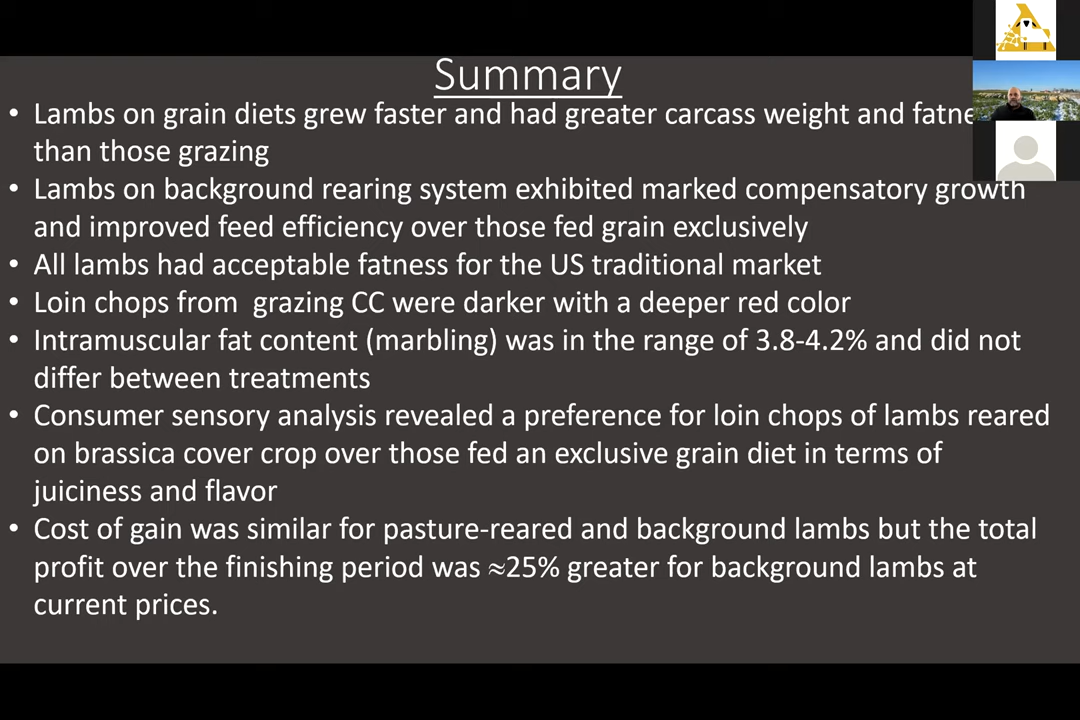 Summary
• Lambs on grain diets grew faster and had greater carcass weight and fatne
than those grazing
• Lambs on background rearing system exhibited marked compensatory growth
and improved feed efficiency over those fed grain exclusively
• All lambs had acceptable fatness for the US traditional market
• Loin chops from  grazing CC were darker with a deeper red color
• Intramuscular fat content (marbling) was in the range of 3.8-4.2% and did not
differ between treatments
• Consumer sensory analysis revealed a preference for loin chops of lambs reared
on brassica cover crop over those fed an exclusive grain diet in terms of
juiciness and flavor
• Cost of gain was similar for pasture-reared and background lambs but the total
profit over the finishing period was ≈25% greater for background lambs at
current prices.